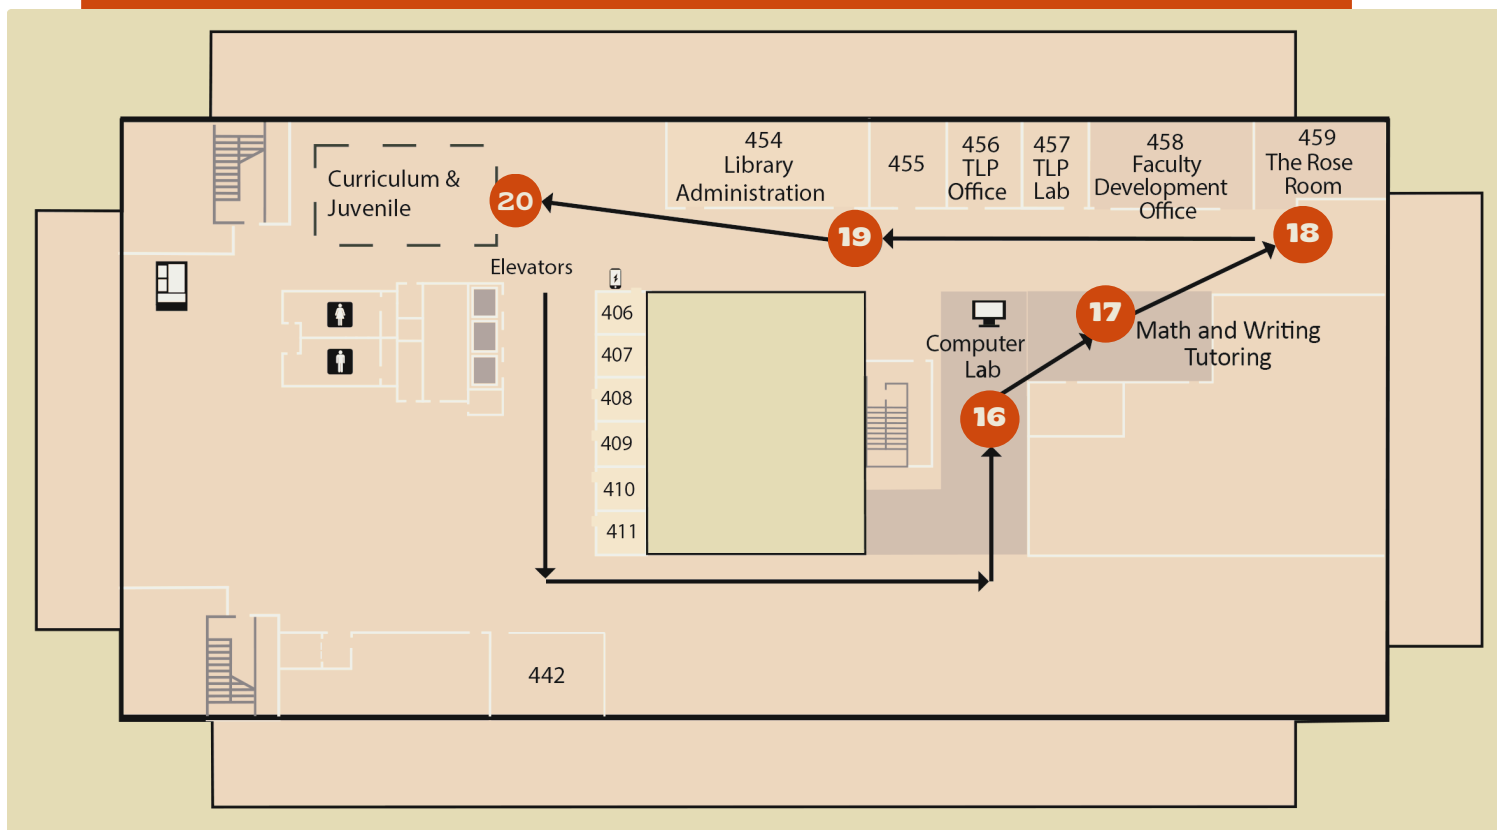 454
Library
Administration
455
456
TLP
Office
457
TLP
Lab
458
Faculty
Development
Office
459
The Rose
Room
Curriculum &
Juvenile
20
19
18
Elevators
406
407
408
409
410
411
Computer
Lab
17
Math and Writing
Tutoring
16
442